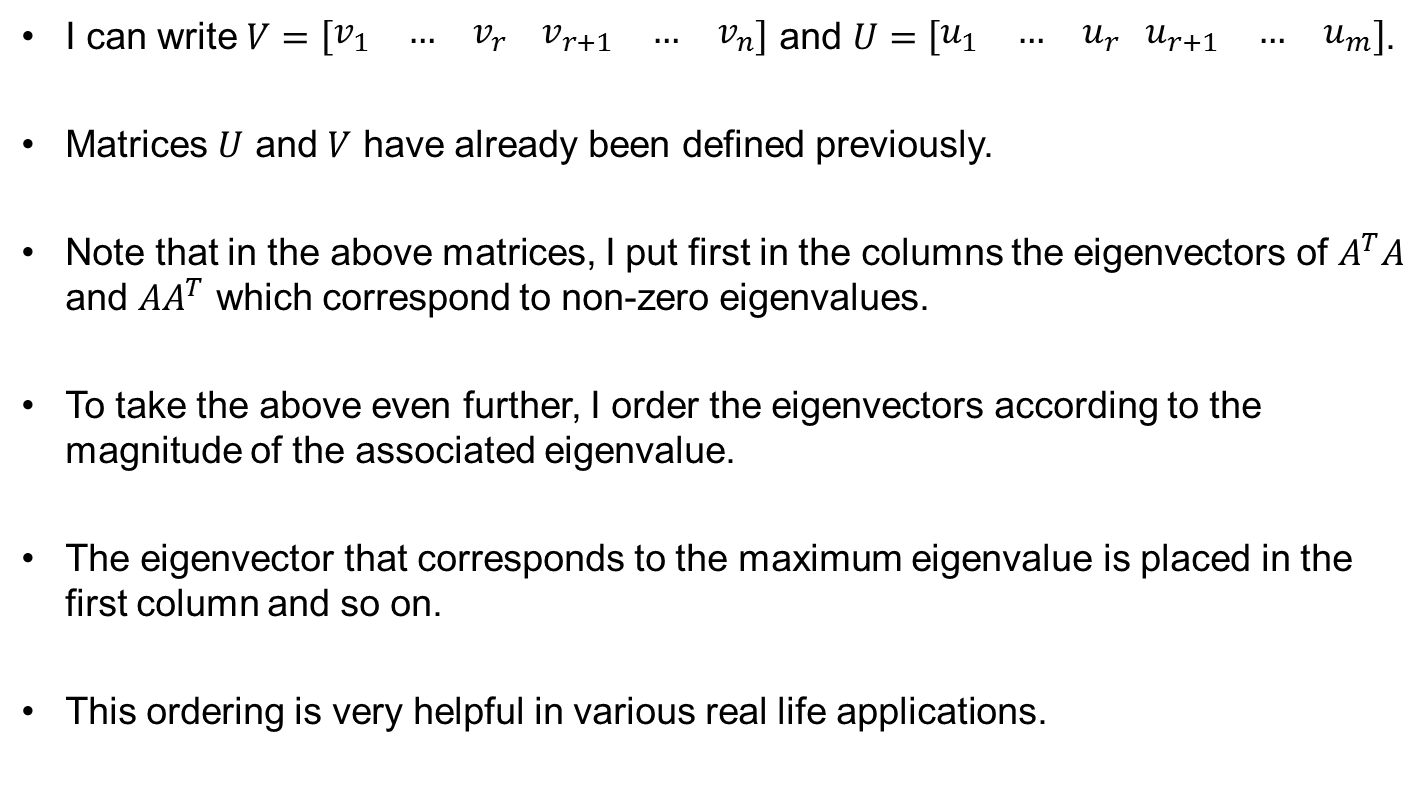 • I can write 𝑉 = [𝑣₁ … 𝑣ᵣ 𝑣ᵣ₊₁ … 𝑣ₙ] and 𝑈 = [𝑢₁ … 𝑢ᵣ 𝑢ᵣ₊₁ … 𝑢ₘ].
• Matrices 𝑈 and 𝑉 have already been defined previously.
• Note that in the above matrices, I put first in the columns the eigenvectors of 𝐴ᵀ𝐴
and 𝐴𝐴ᵀ which correspond to non-zero eigenvalues.
• To take the above even further, I order the eigenvectors according to the
magnitude of the associated eigenvalue.
• The eigenvector that corresponds to the maximum eigenvalue is placed in the
first column and so on.
• This ordering is very helpful in various real life applications.